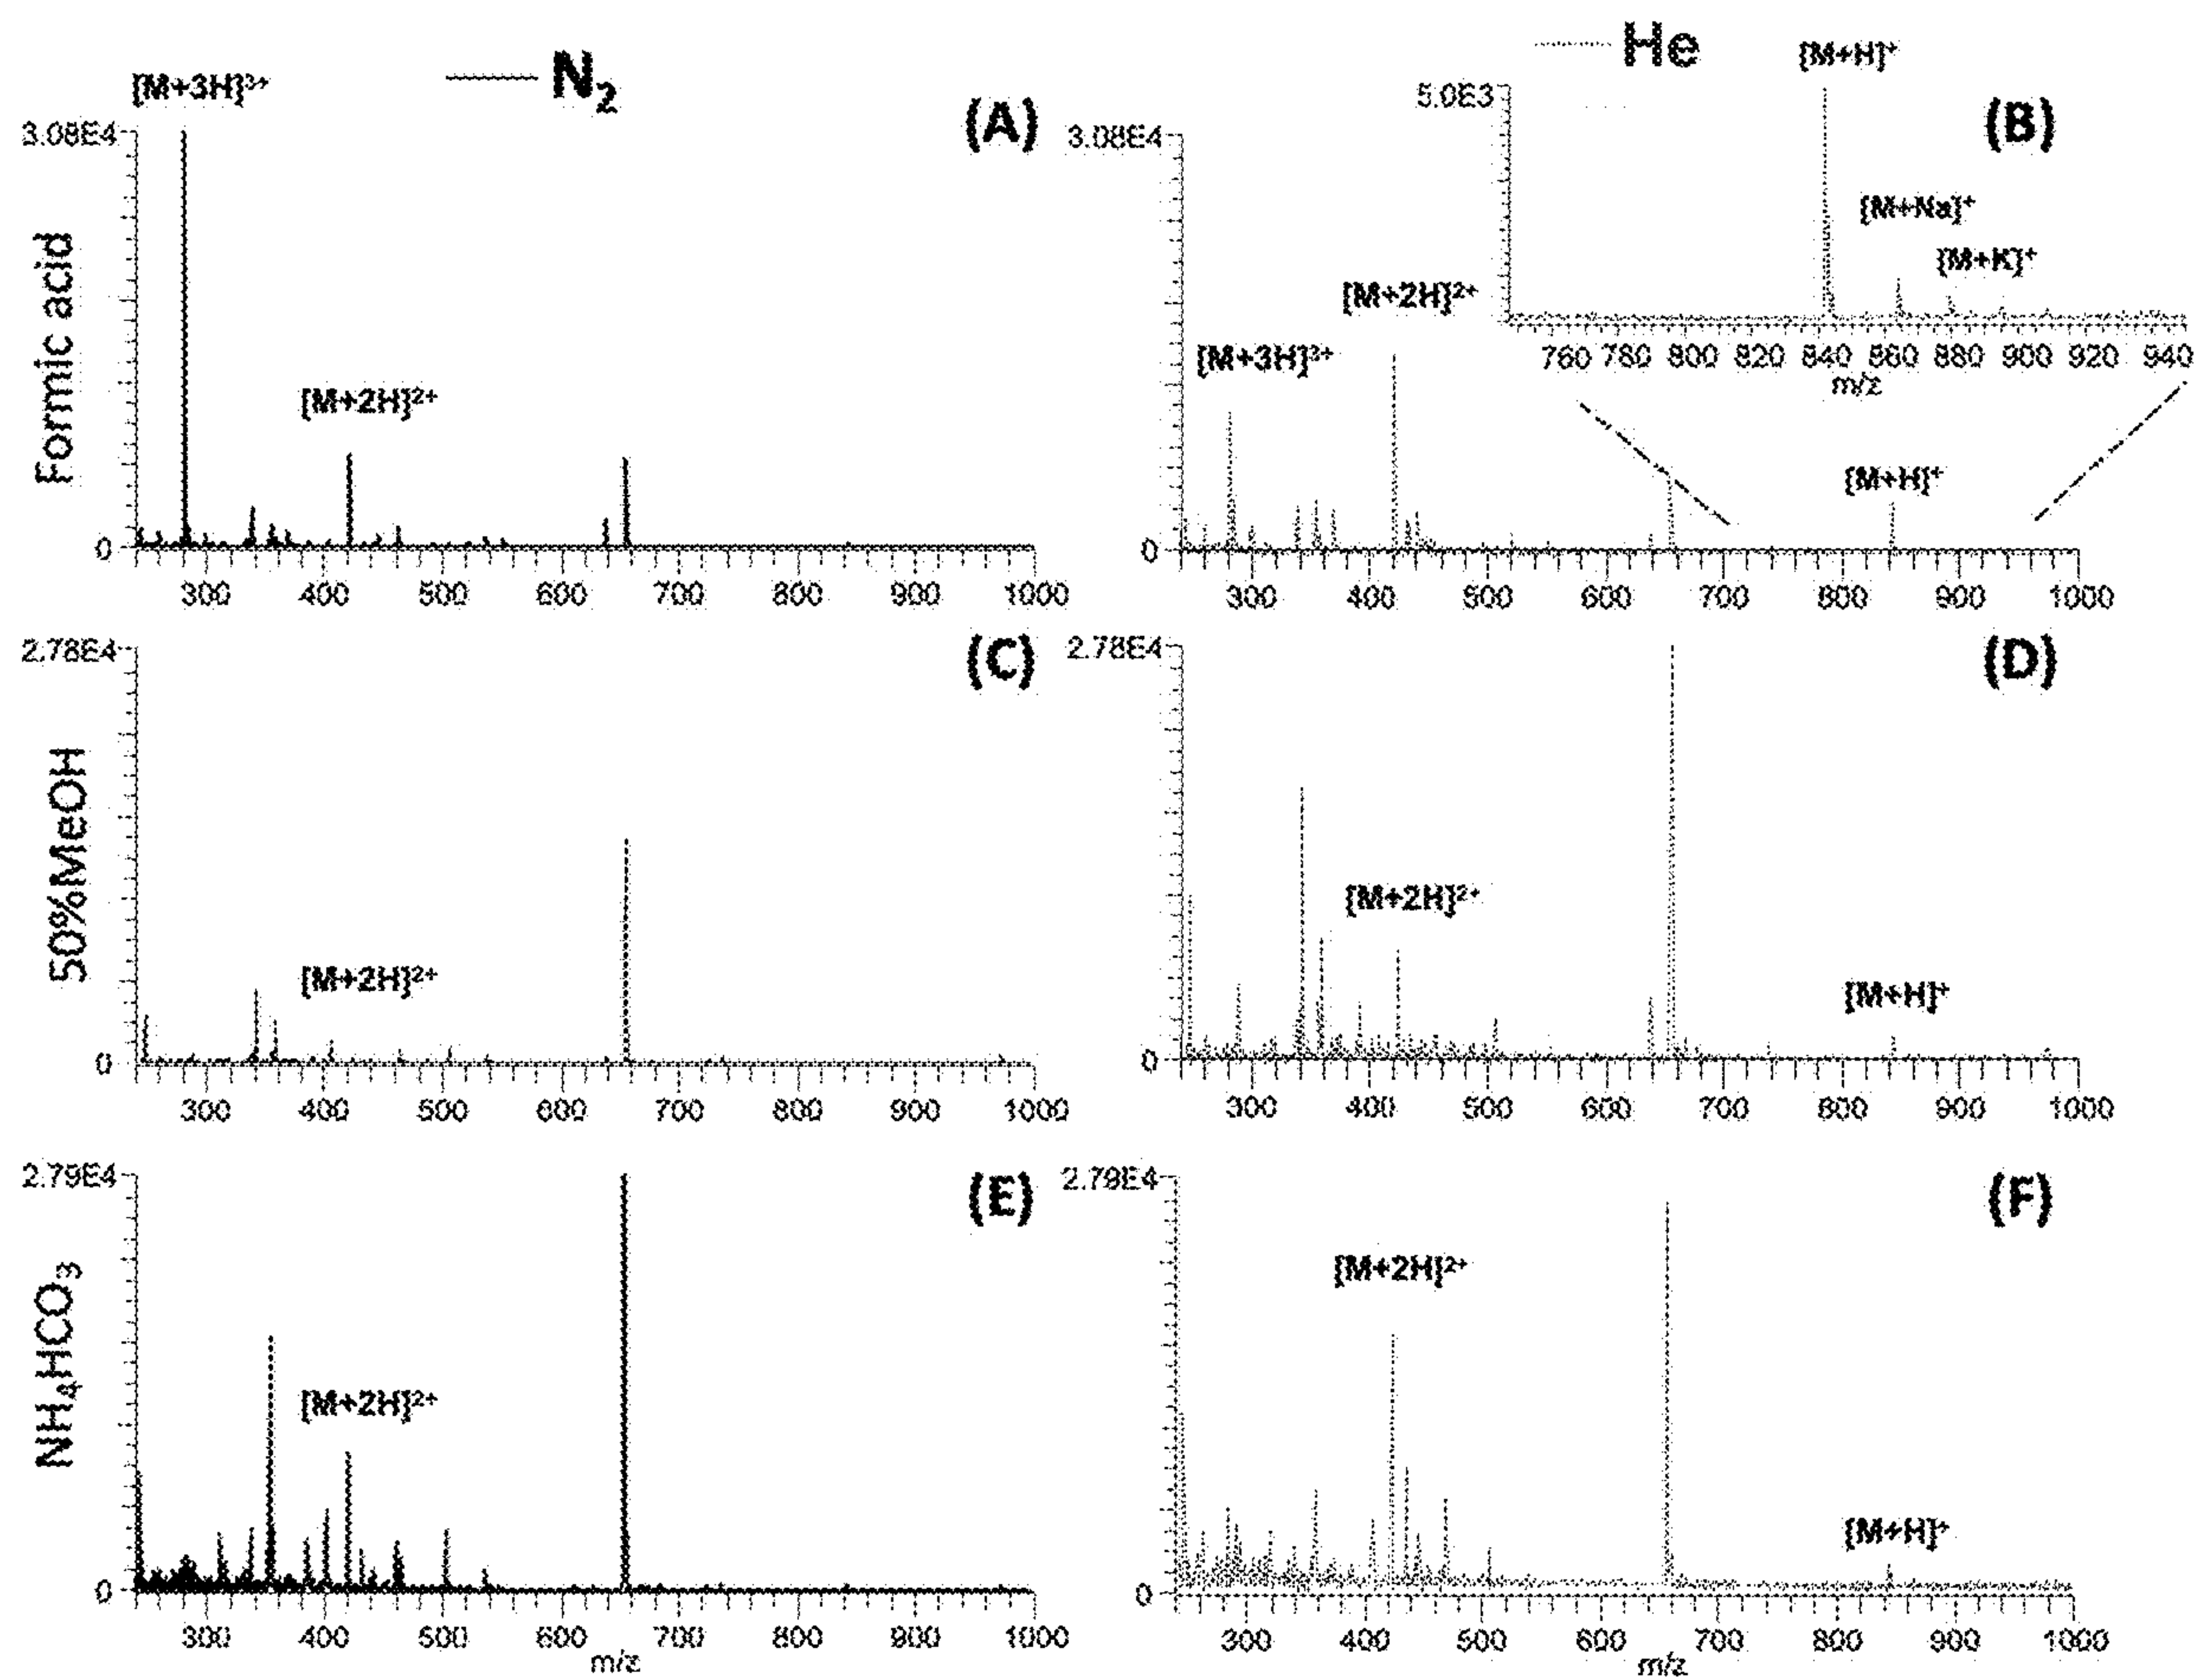 N2
[M+3H]3+
(A)
3.08E4
Formic acid
[M+2H]2+
0
300 400 500 600 700 800 900 1000
He
[M+H]+
5.0E3
(B)
3.08E4
[M+Na]+
[M+K]+
[M+2H]2+
[M+3H]3+
760 780 800 820 840 860 880 900 920 940
m/z
[M+H]+
0
300 400 500 600 700 800 900 1000
2.78E4
(C)
50%MeOH
[M+2H]2+
0
300 400 500 600 700 800 900 1000
2.78E4
(D)
[M+2H]2+
[M+H]+
0
300 400 500 600 700 800 900 1000
2.79E4
(E)
NH4HCO3
[M+2H]2+
0
300 400 500 600 700 800 900 1000
m/z
2.79E4
(F)
[M+2H]2+
[M+H]+
0
300 400 500 600 700 800 900 1000
m/z